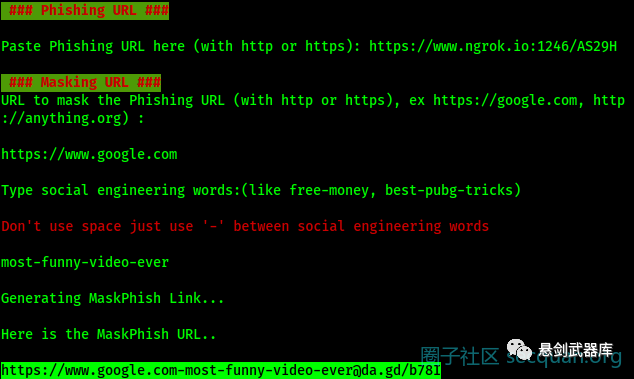 ### Phishing URL ###
Paste Phishing URL here (with http or https): https://www.ngrok.io:1246/AS29H
### Masking URL ###
URL to mask the Phishing URL (with http or https), ex https://google.com, http
://anything.org) :
https://www.google.com
Type social engineering words:(like free-money, best-pubg-tricks)
Don't use space just use '-' between social engineering words
most-funny-video-ever
Generating MaskPhish Link...
Here is the MaskPhish URL..
圈子社区 secquan.org
悬剑武器库
https://www.google.com-most-funny-video-ever@da.gd/b78I